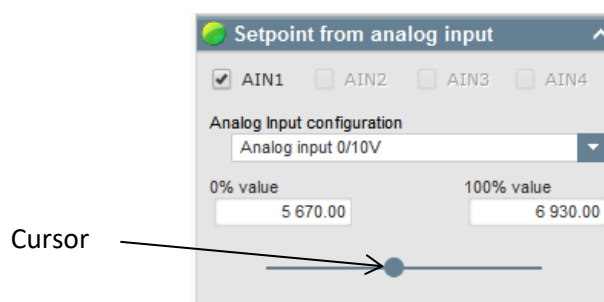 Setpoint from analog input
AIN1 AIN2 AIN3 AIN4
Analog Input configuration
Analog input 0/10V
0% value 100% value
5 670.00 6 930.00
Cursor